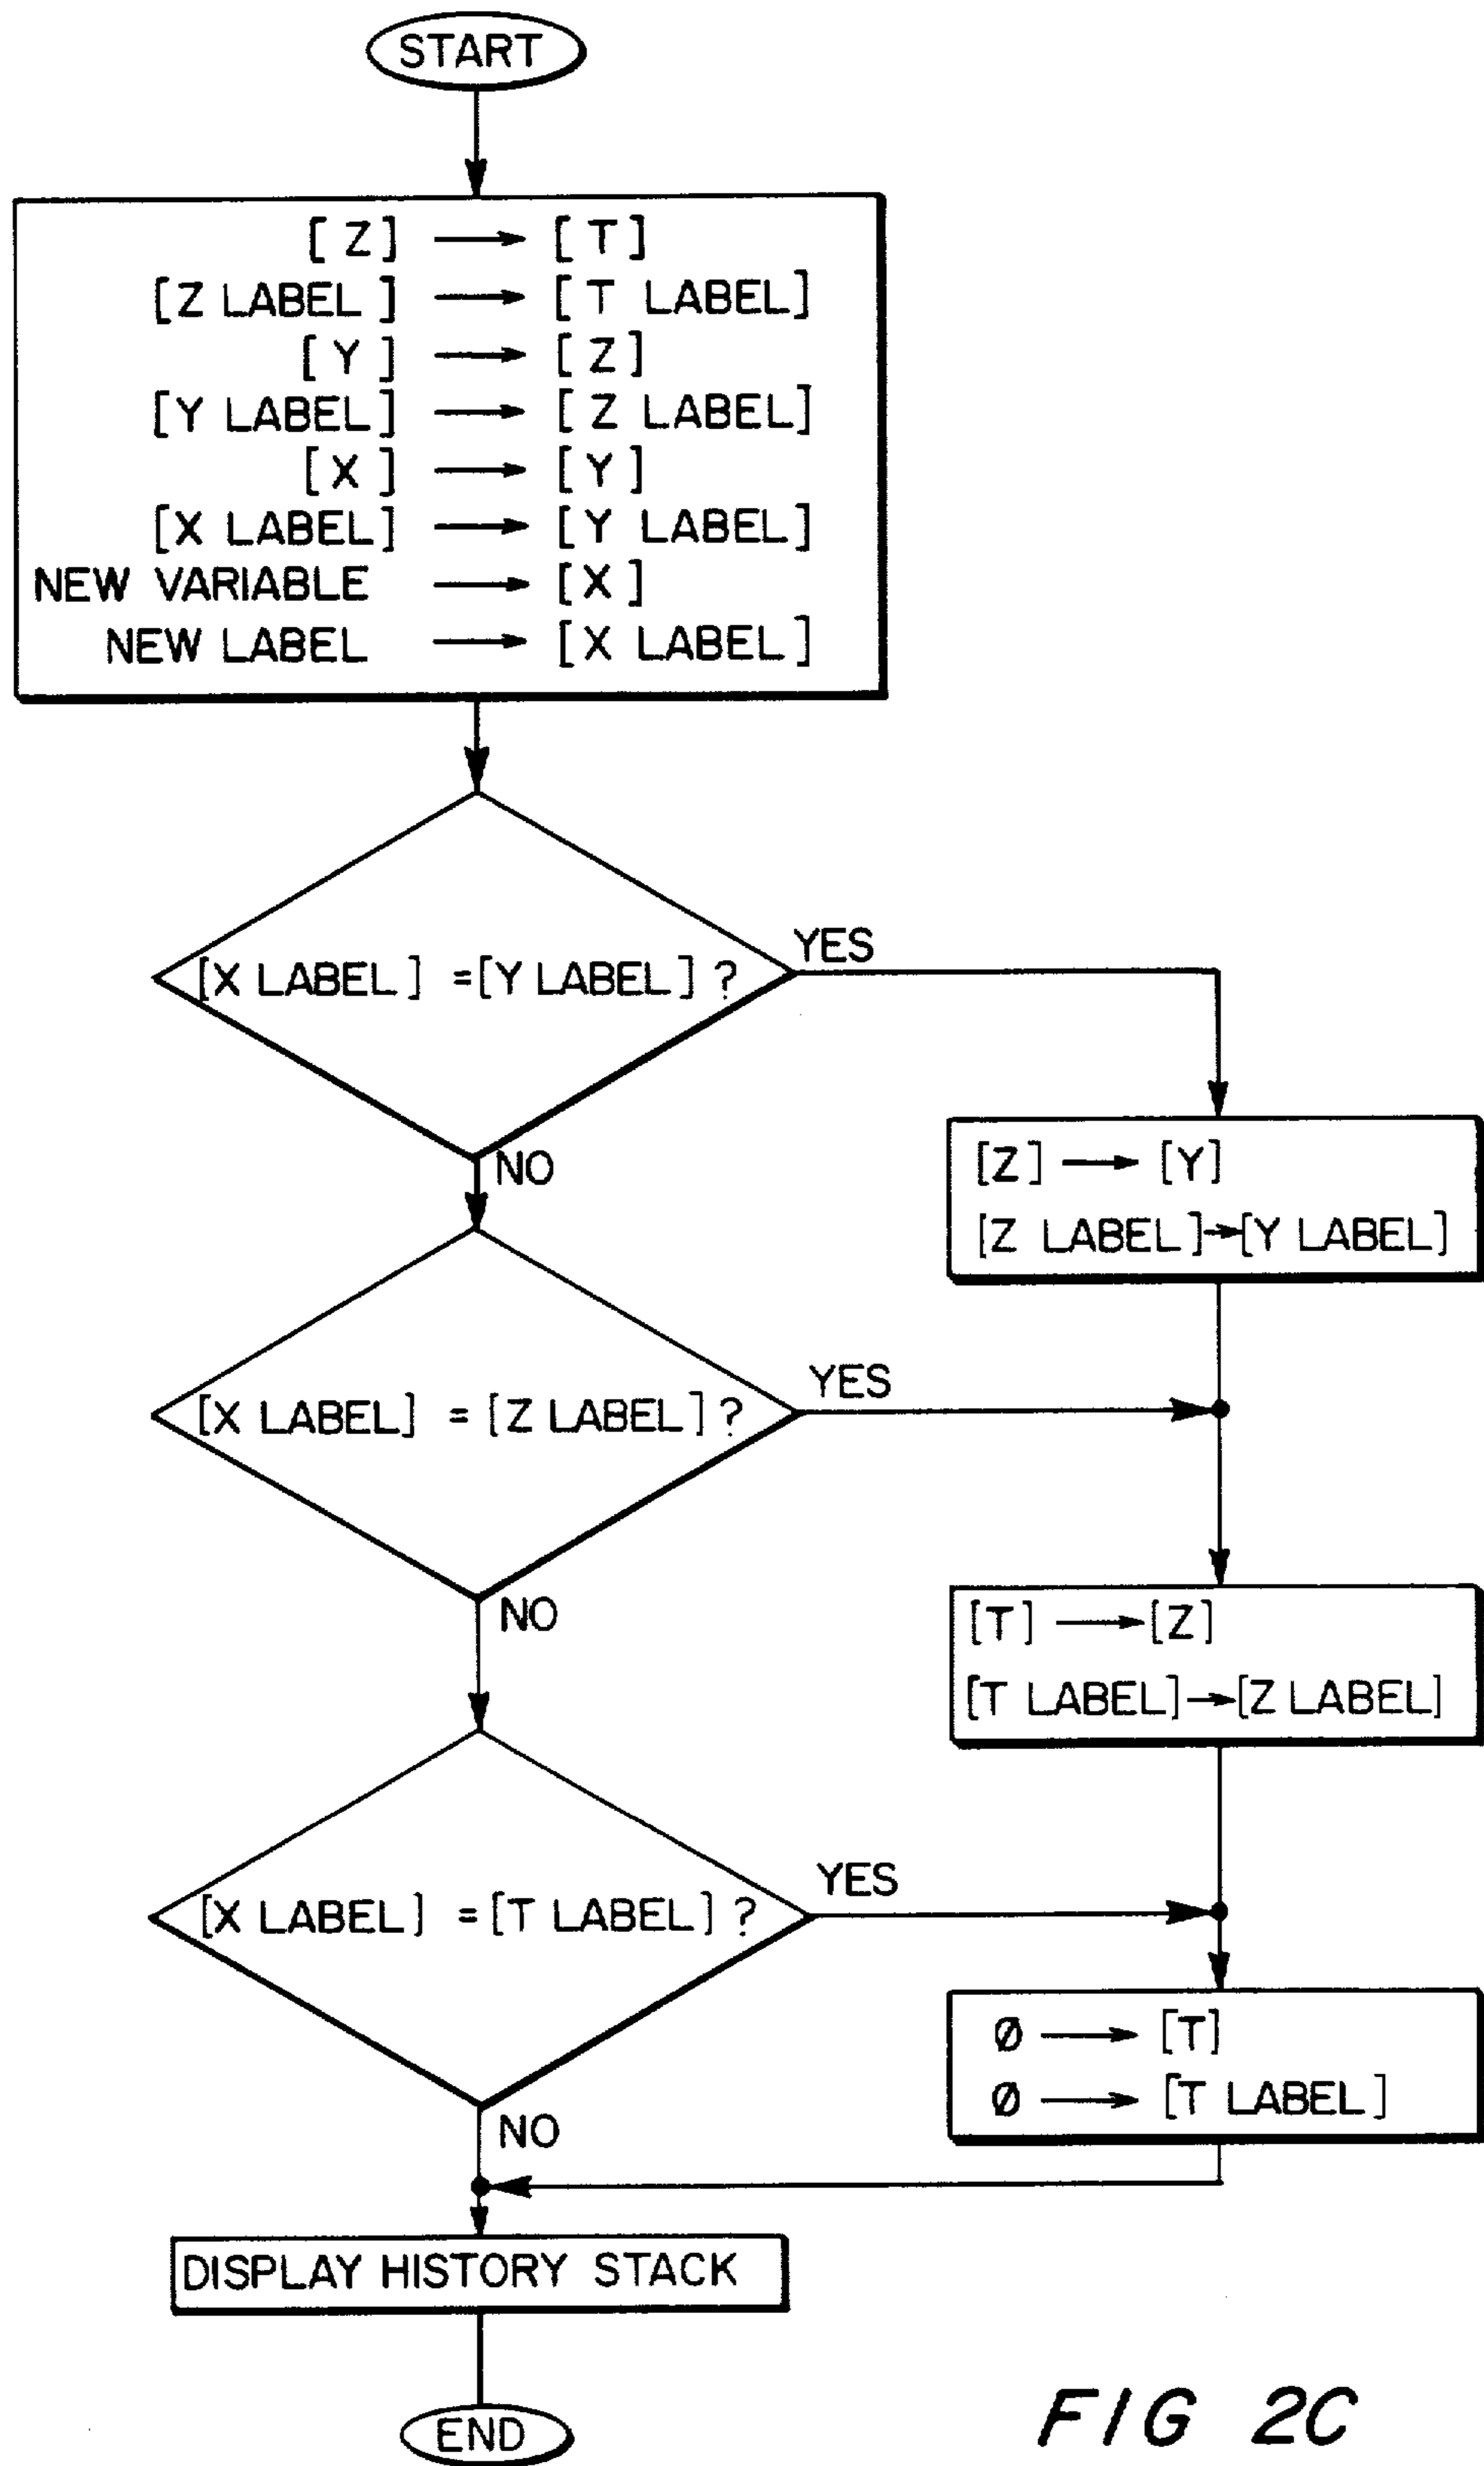 START
[Z] → [T]
[Z LABEL] → [T LABEL]
[Y] → [Z]
[Y LABEL] → [Z LABEL]
[X] → [Y]
[X LABEL] → [Y LABEL]
NEW VARIABLE → [X]
NEW LABEL → [X LABEL]
[X LABEL] = [Y LABEL] ?
YES
NO
[Z] → [Y]
[Z LABEL] → [Y LABEL]
[X LABEL] = [Z LABEL] ?
YES
NO
[T] → [Z]
[T LABEL] → [Z LABEL]
[X LABEL] = [T LABEL] ?
YES
NO
Ø → [T]
Ø → [T LABEL]
DISPLAY HISTORY STACK
END
FIG 2C